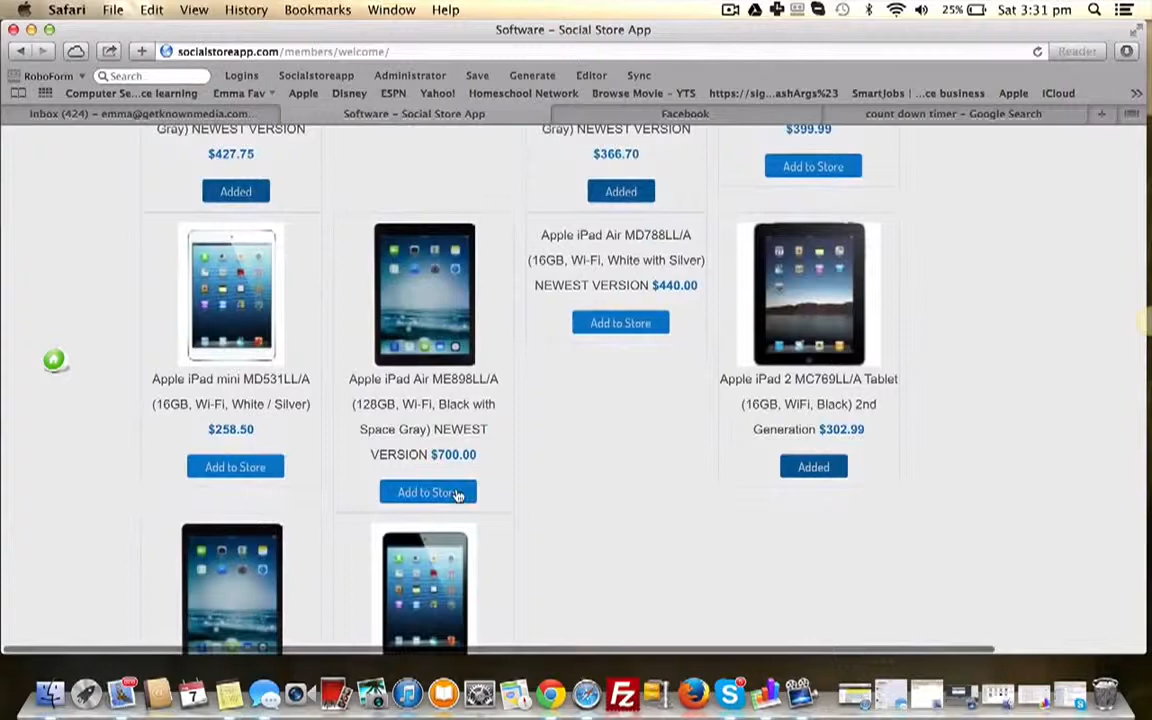 Safari File Edit View History Bookmarks Window Help 25% Sat 3:31 pm
Software – Social Store App
socialstoreapp.com/members/welcome/ Reader
RoboForm Search Logins Socialstoreapp Administrator Save Generate Editor Sync
Computer Se...ce learning Emma Fav Apple Disney ESPN Yahoo! Homeschool Network Browse Movie – YTS https://sig...ashArgs%23 SmartJobs | ...ce business Apple iCloud
Inbox (424) – emma@getknownmedia.com... Software – Social Store App Facebook count down timer – Google Search
Gray) NEWEST VERSION
$427.75
Added
Gray) NEWEST VERSION
$366.70
Added
$399.99
Add to Store
Apple iPad mini MD531LL/A
(16GB, Wi-Fi, White / Silver)
$258.50
Add to Store
Apple iPad Air ME898LL/A
(128GB, Wi-Fi, Black with
Space Gray) NEWEST
VERSION $700.00
Add to Store
Apple iPad Air MD788LL/A
(16GB, Wi-Fi, White with Silver)
NEWEST VERSION $440.00
Add to Store
Apple iPad 2 MC769LL/A Tablet
(16GB, WiFi, Black) 2nd
Generation $302.99
Added